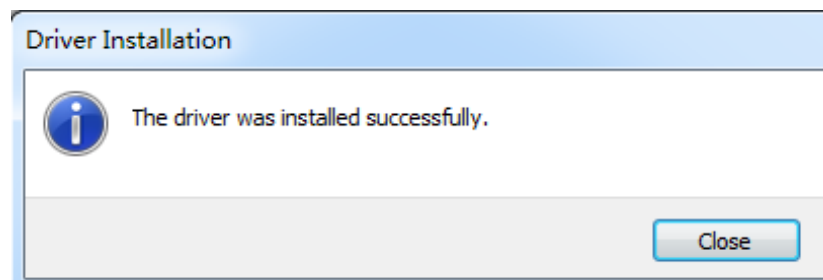 Driver Installation
The driver was installed successfully.
Close